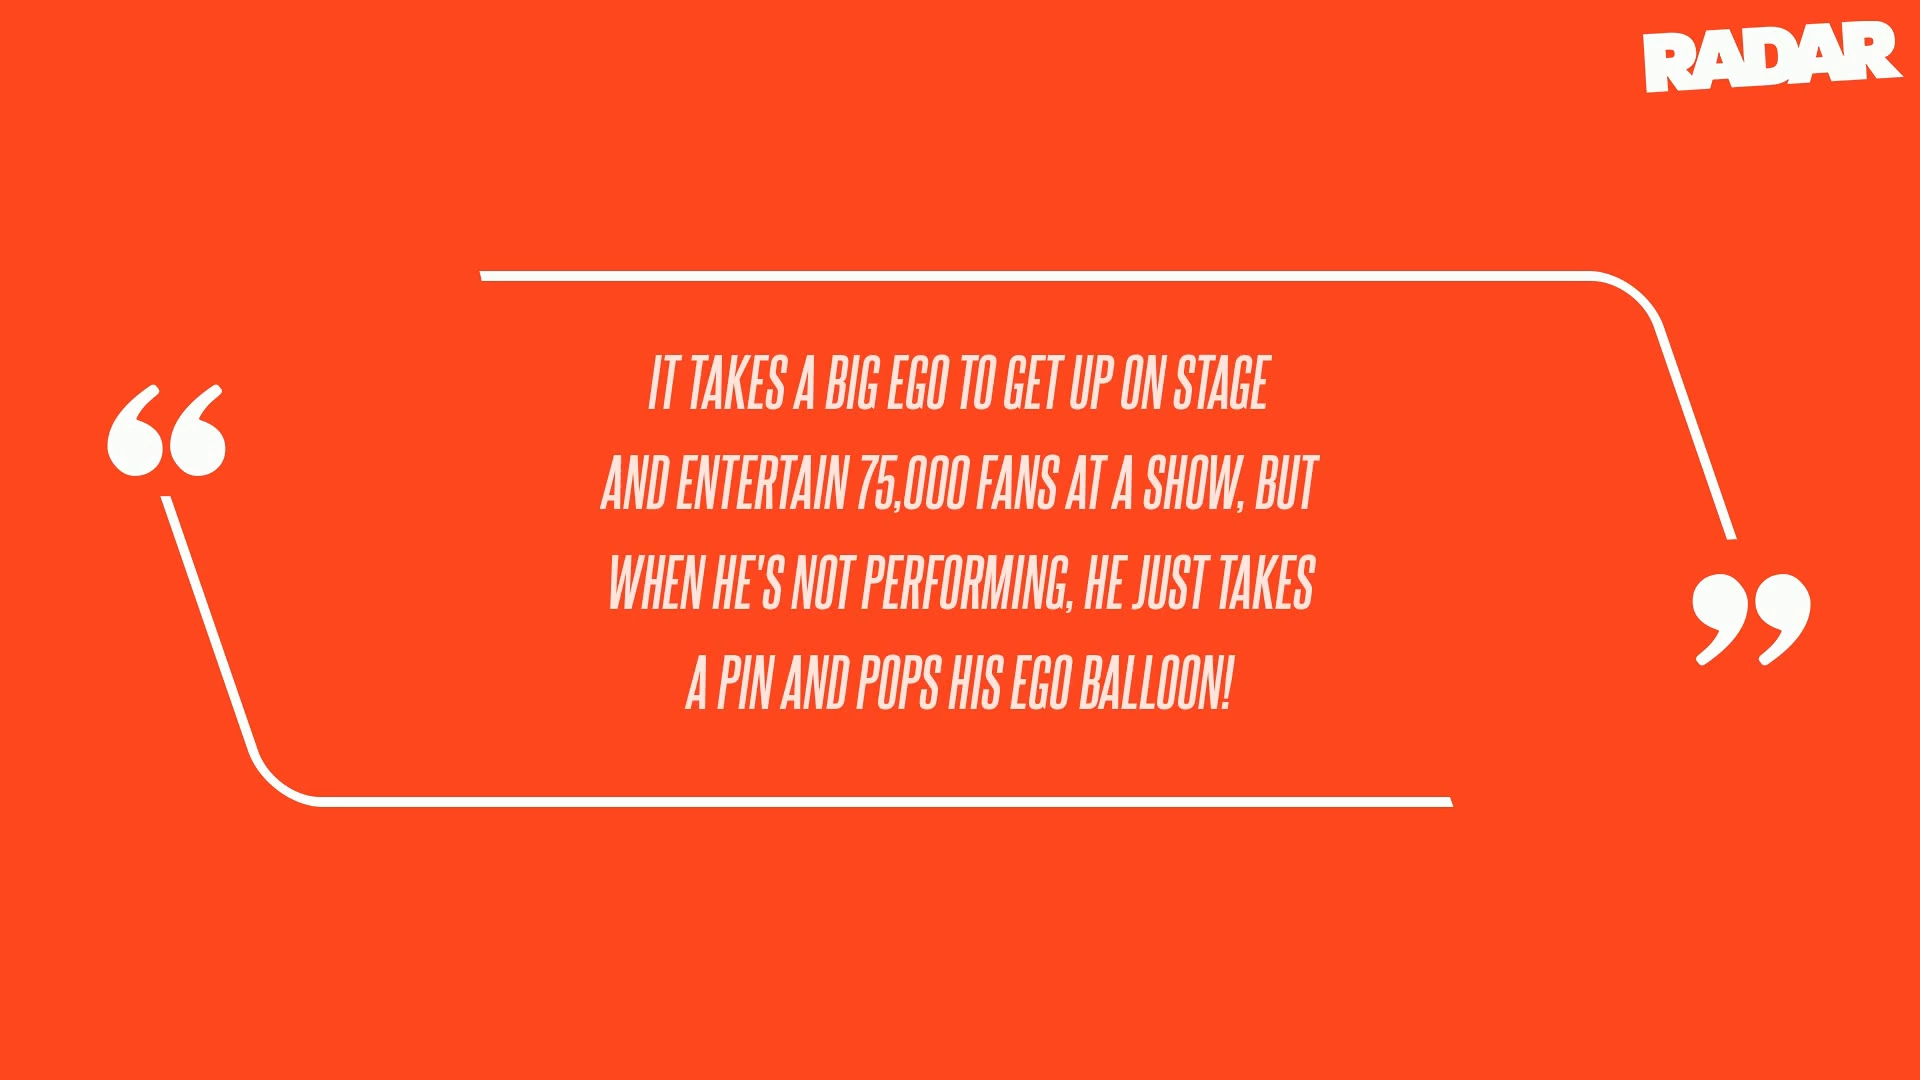 RADAR
IT TAKES A BIG EGO TO GET UP ON STAGE
AND ENTERTAIN 75,000 FANS AT A SHOW, BUT
WHEN HE'S NOT PERFORMING, HE JUST TAKES
A PIN AND POPS HIS EGO BALLOON!